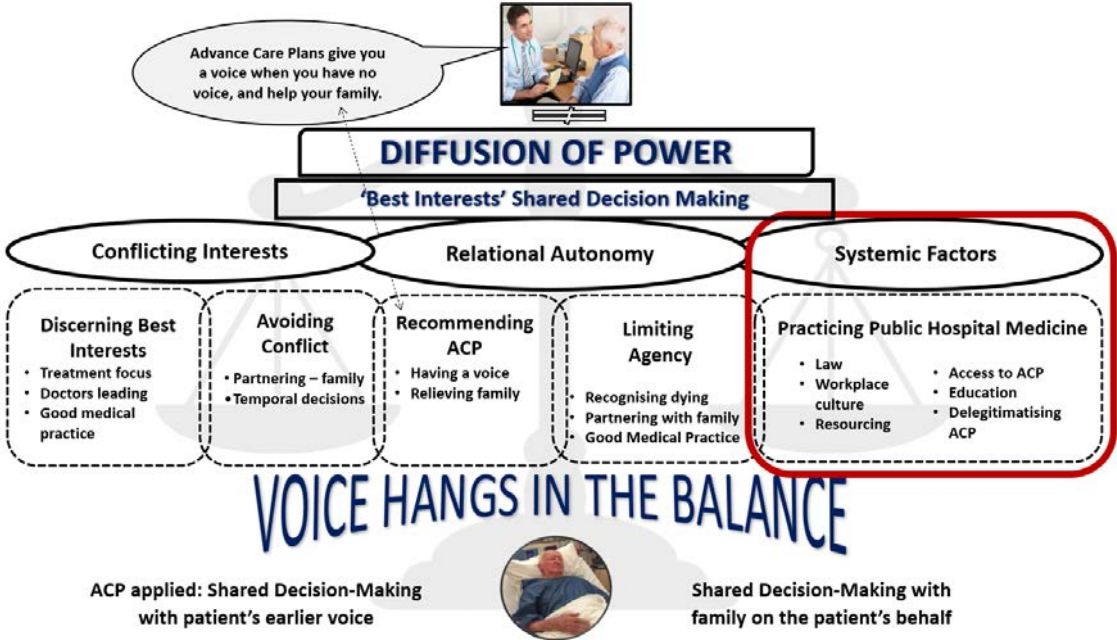 Advance Care Plans give you
a voice when you have no
voice, and help your family.
DIFFUSION OF POWER
‘Best Interests’ Shared Decision Making
Conflicting Interests
Relational Autonomy
Systemic Factors
Discerning Best
Interests
• Treatment focus
• Doctors leading
• Good medical
practice
Avoiding
Conflict
• Partnering – family
•Temporal decisions
Recommending
ACP
• Having a voice
• Relieving family
Limiting
Agency
• Recognising dying
• Partnering with family
• Good Medical Practice
Practicing Public Hospital Medicine
• Law
• Workplace
culture
• Resourcing
• Access to ACP
• Education
• Delegitimatising
ACP
VOICE HANGS IN THE BALANCE
ACP applied: Shared Decision-Making
with patient’s earlier voice
Shared Decision-Making with
family on the patient’s behalf